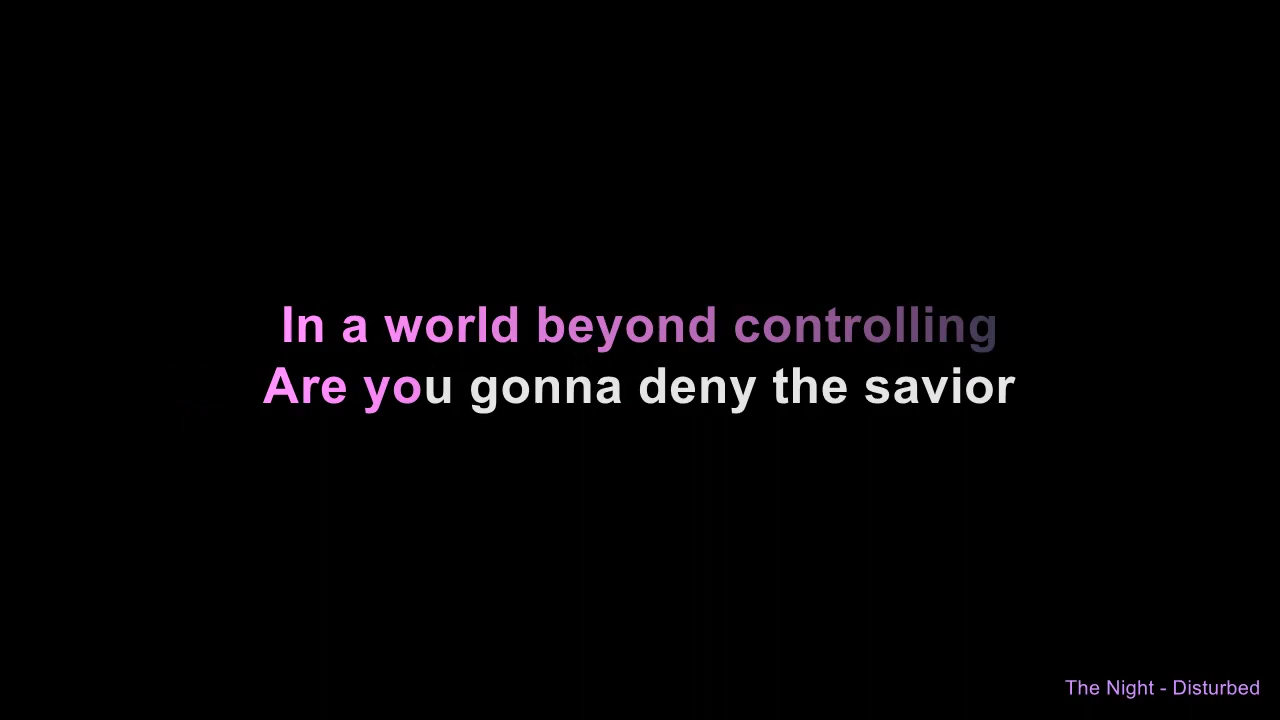 In a world beyond controlling
Are you gonna deny the savior
The Night - Disturbed